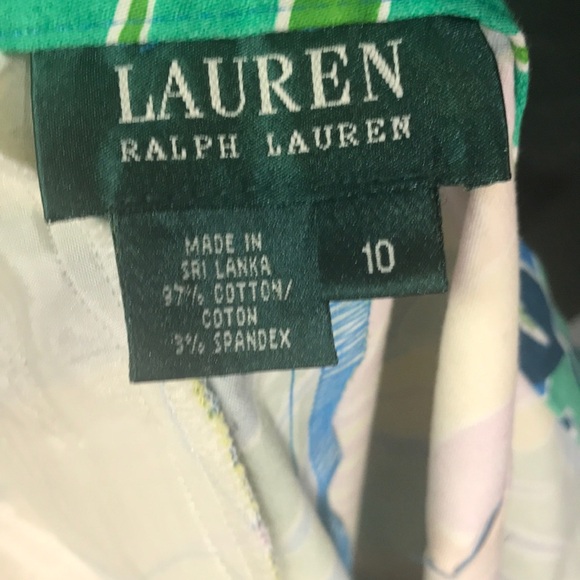 LAUREN
RALPH LAUREN
MADE IN
SRI LANKA
97% COTTON/
COTON
3% SPANDEX
10